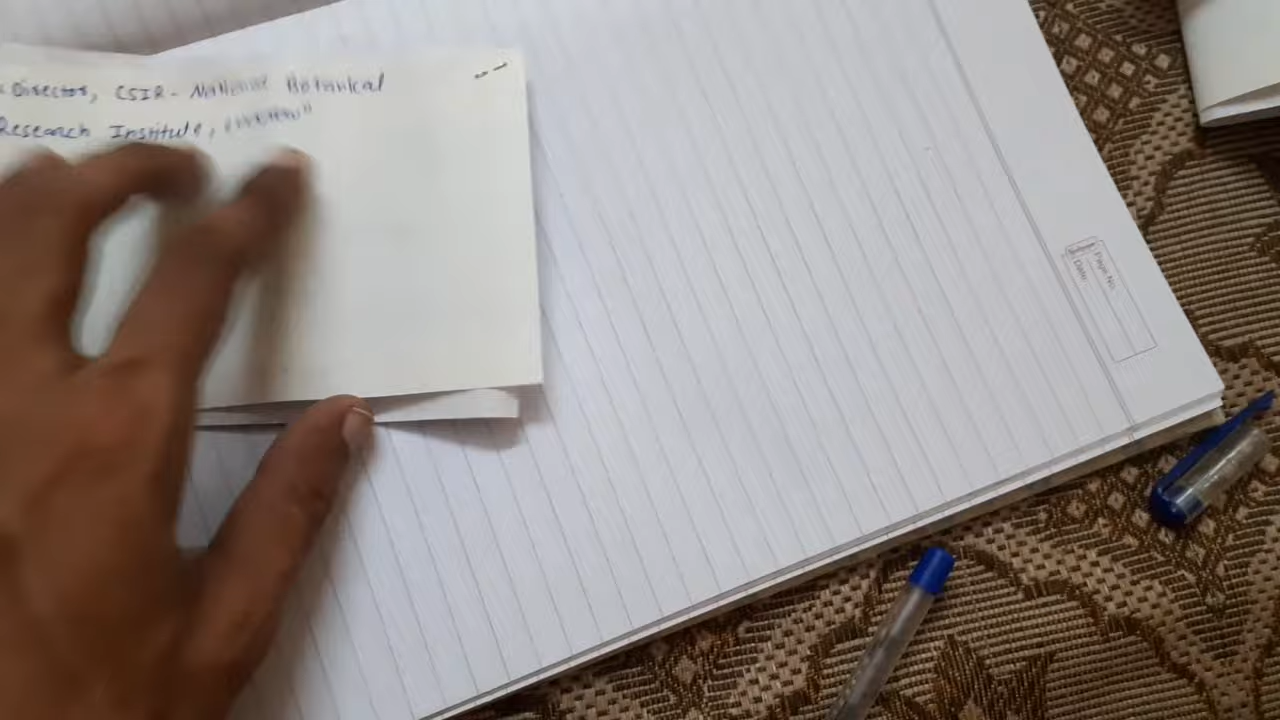 Director, CSIR - National Botanical
Research Institute,
Page No.
Date